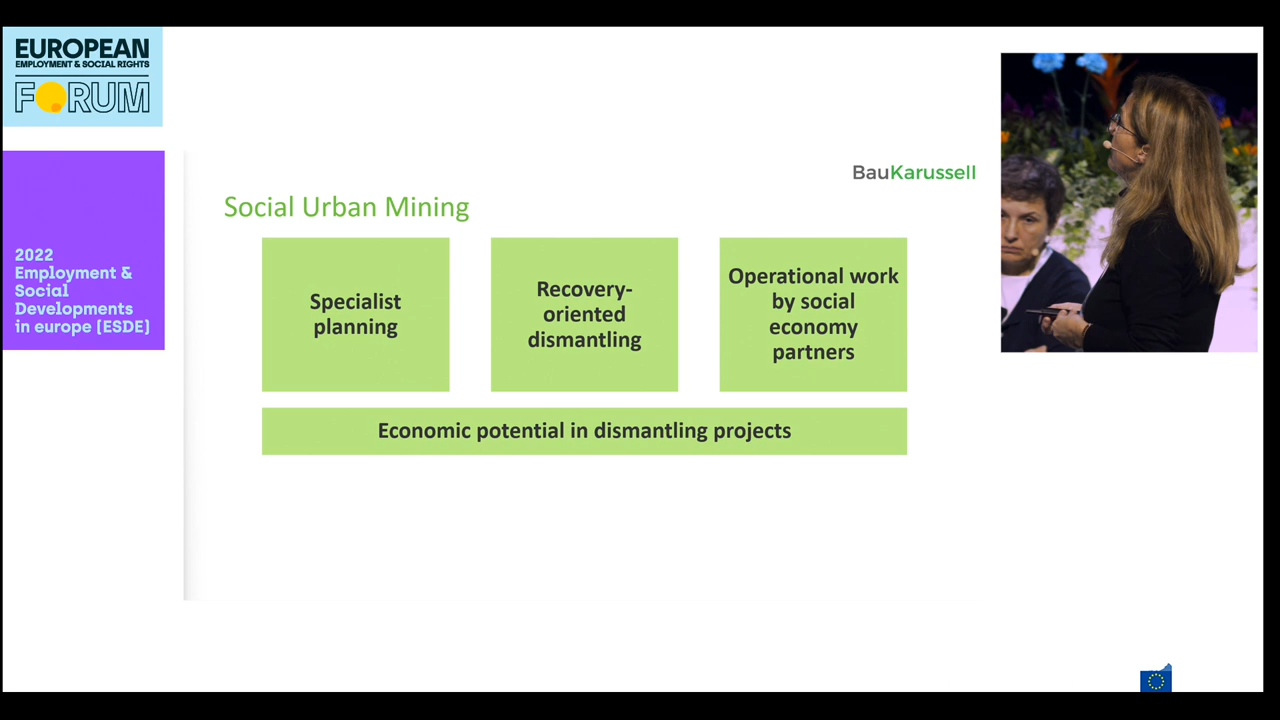 EUROPEAN
EMPLOYMENT & SOCIAL RIGHTS
FORUM
2022
Employment &
Social
Developments
in europe (ESDE)
BauKarussell
Social Urban Mining
Specialist
planning
Recovery-
oriented
dismantling
Operational work
by social
economy
partners
Economic potential in dismantling projects